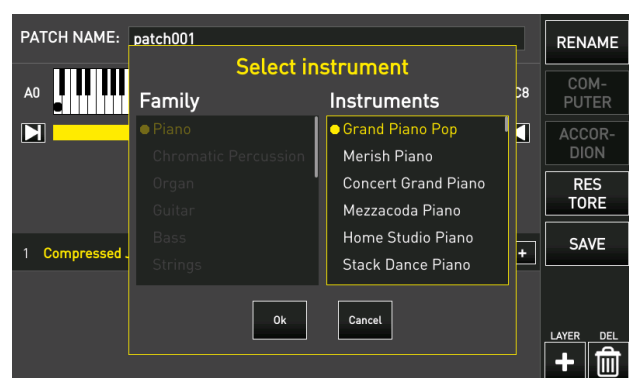 PATCH NAME: patch001
RENAME
Select instrument
A0
C8
COM-
PUTER
Family
Instruments
Piano
Chromatic Percussion
Organ
Guitar
Bass
Strings
Grand Piano Pop
Merish Piano
Concert Grand Piano
Mezzacoda Piano
Home Studio Piano
Stack Dance Piano
ACCOR-
DION
RES
TORE
1 Compressed
+
SAVE
Ok
Cancel
LAYER DEL
+